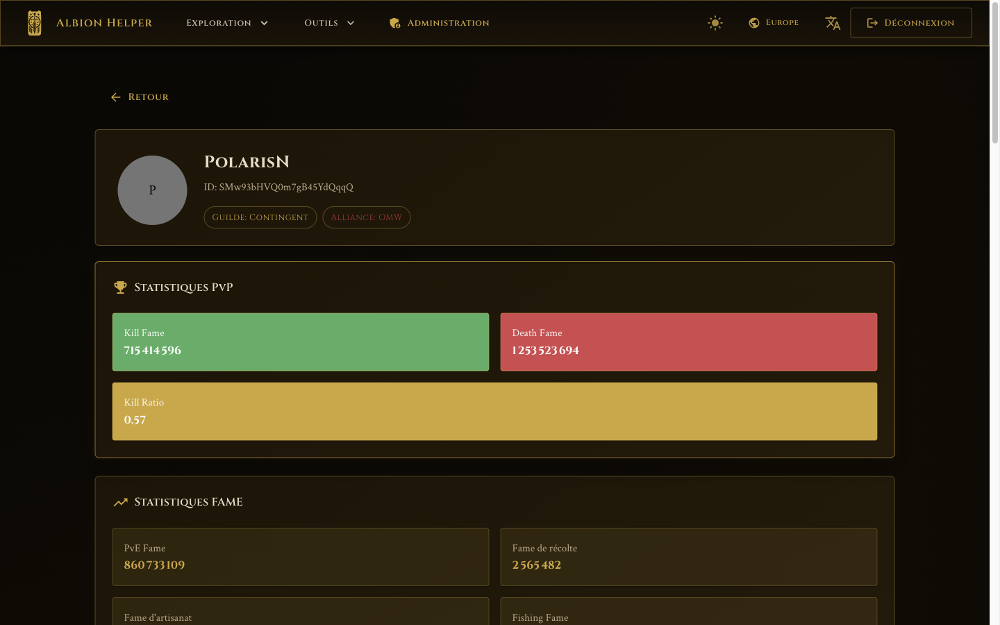 Albion Helper
Exploration
Outils
Administration
Europe
Déconnexion
Retour
P
PolarisN
ID: SMw93bHVQ0m7gB45YdQqqQ
Guilde: Contingent
Alliance: OMW
Statistiques PvP
Kill Fame
715 414 596
Death Fame
1 253 523 694
Kill Ratio
0.57
Statistiques FAME
PvE Fame
860 733 109
Fame de récolte
2 565 482
Fame d'artisanat
Fishing Fame